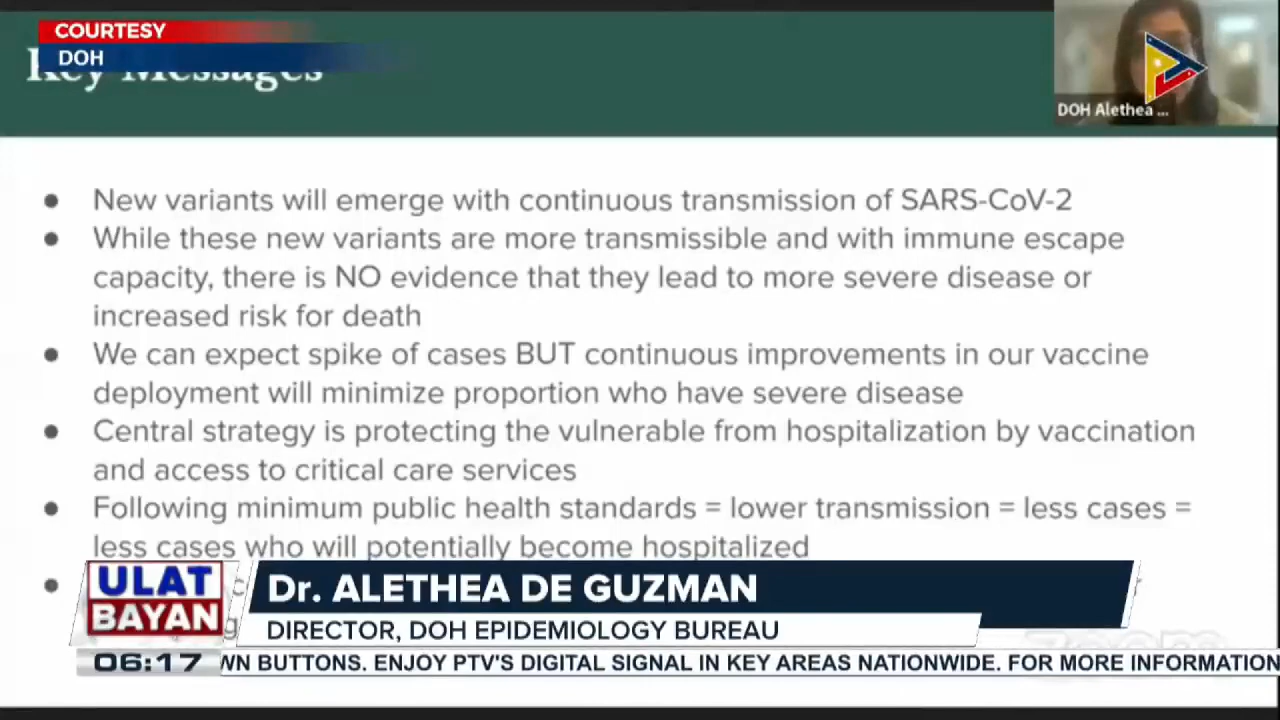 COURTESY
DOH
Key Messages
DOH Alethea ...
● New variants will emerge with continuous transmission of SARS-CoV-2
● While these new variants are more transmissible and with immune escape
capacity, there is NO evidence that they lead to more severe disease or
increased risk for death
● We can expect spike of cases BUT continuous improvements in our vaccine
deployment will minimize proportion who have severe disease
● Central strategy is protecting the vulnerable from hospitalization by vaccination
and access to critical care services
● Following minimum public health standards = lower transmission = less cases =
less cases who will potentially become hospitalized
●
ULAT
BAYAN
Dr. ALETHEA DE GUZMAN
DIRECTOR, DOH EPIDEMIOLOGY BUREAU
zoom
06:17
WN BUTTONS. ENJOY PTV'S DIGITAL SIGNAL IN KEY AREAS NATIONWIDE. FOR MORE INFORMATION